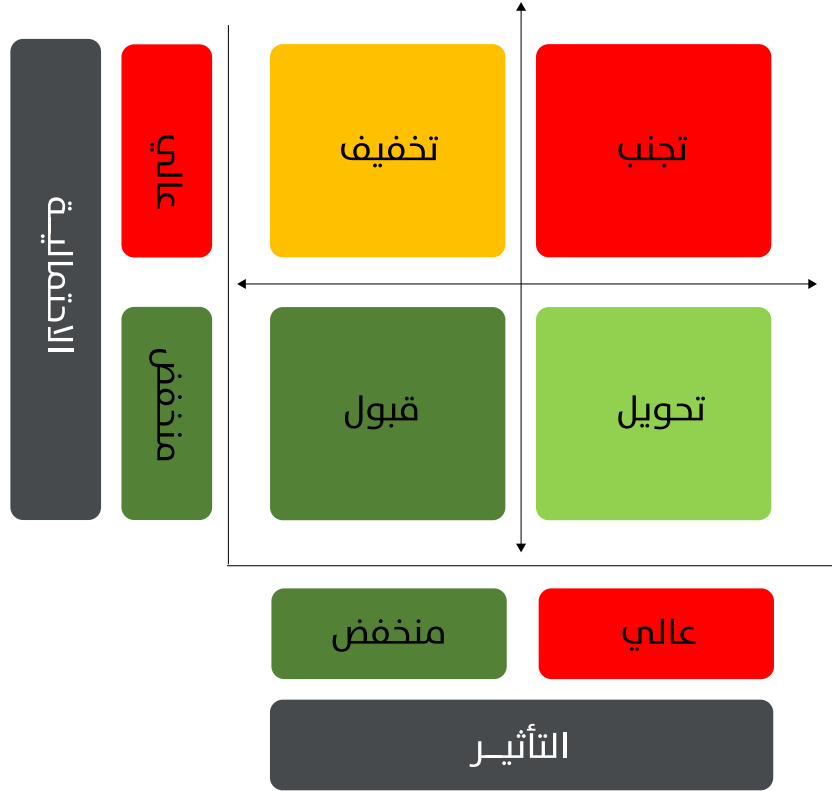 الاحتمالية
عالي
تخفيف
تجنب
منخفض
قبول
تحويل
منخفض
عالي
التأثيـر